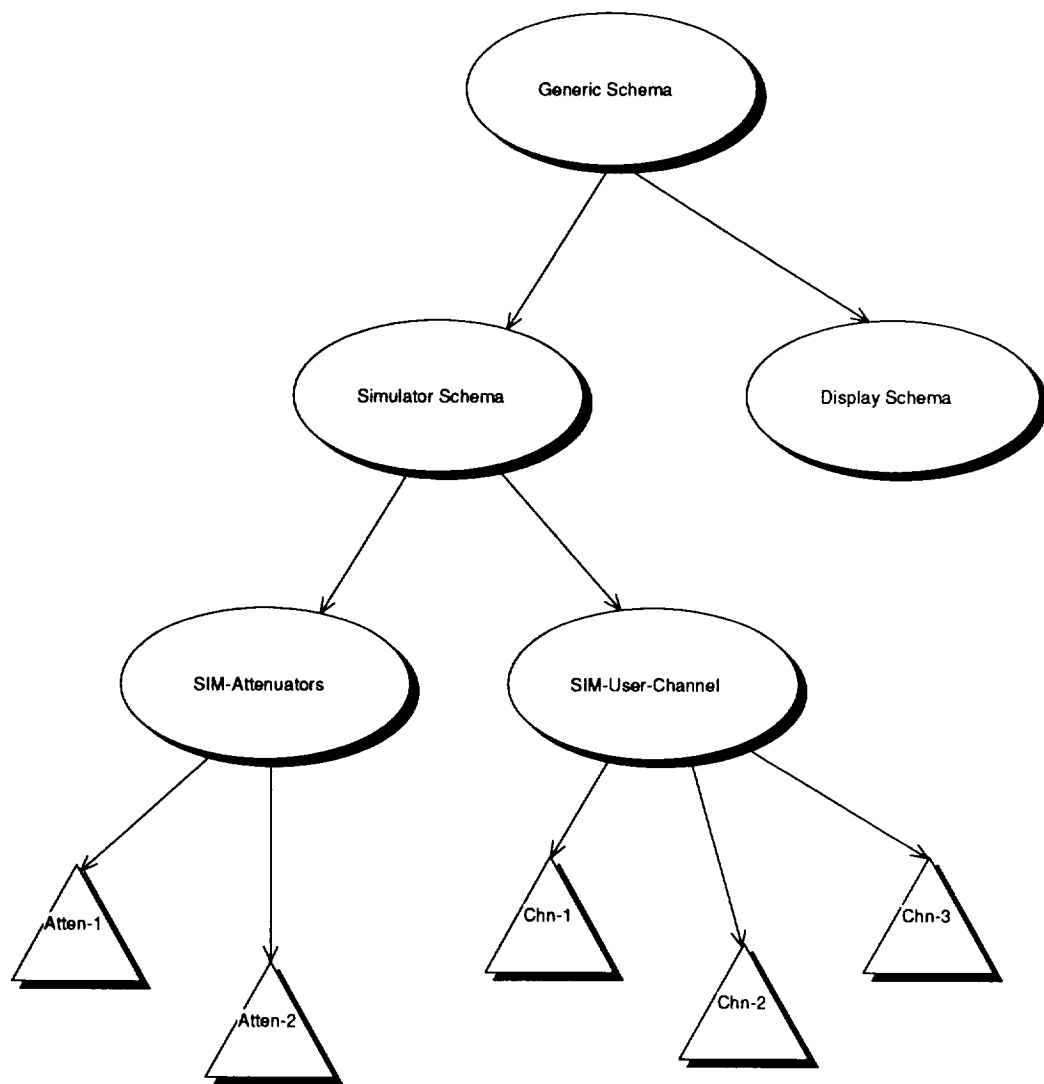 Generic Schema
Simulator Schema
Display Schema
SIM-Attenuators
SIM-User-Channel
Atten-1
Chn-1
Chn-3
Atten-2
Chn-2